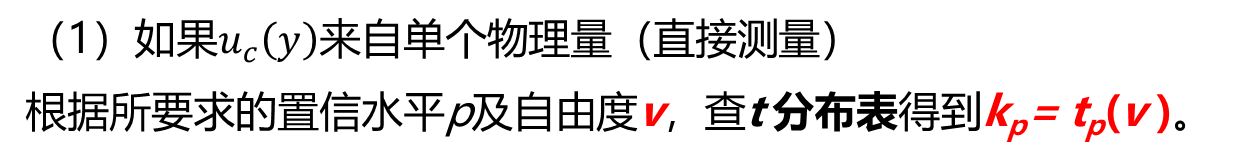 （1）如果u_c(y)来自单个物理量（直接测量）
根据所要求的置信水平p及自由度v，查t分布表得到k_p= t_p(v)。